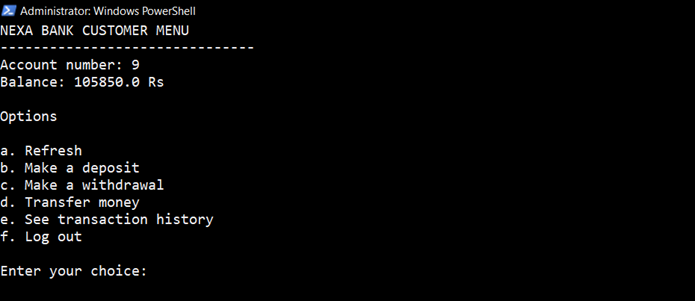 Administrator: Windows PowerShell
NEXA BANK CUSTOMER MENU
-------------------------------
Account number: 9
Balance: 105850.0 Rs
Options
a. Refresh
b. Make a deposit
c. Make a withdrawal
d. Transfer money
e. See transaction history
f. Log out
Enter your choice: